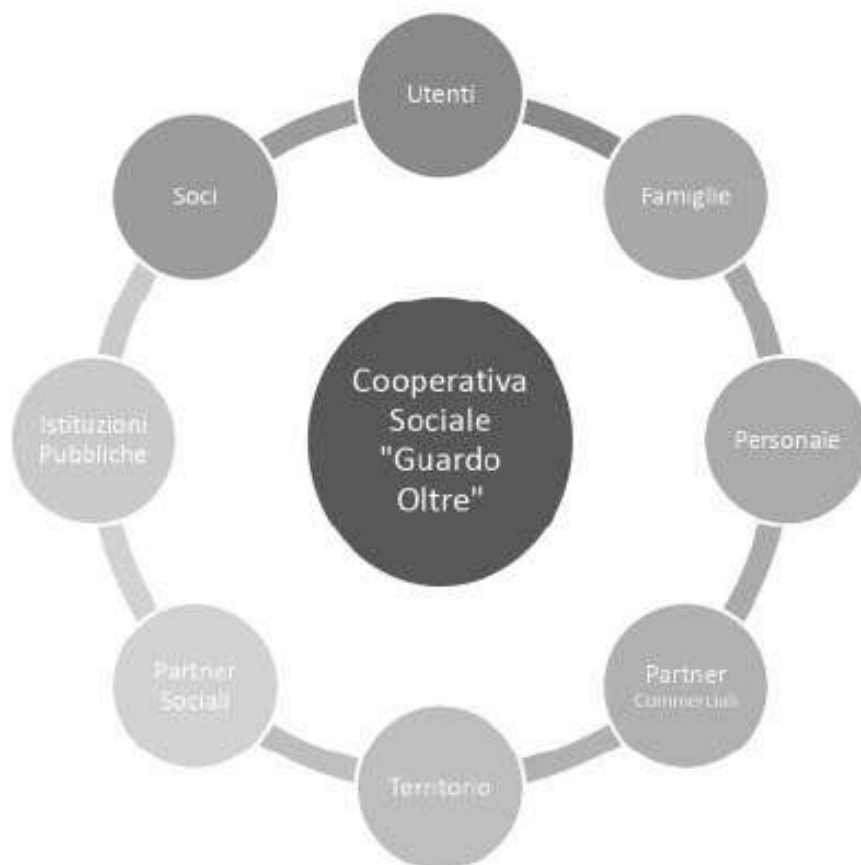 Utenti
Famiglie
Personale
Partner
Commerciali
Territorio
Partner
Sociali
Istituzioni
Pubbliche
Soci
Cooperativa
Sociale
"Guardo
Oltre"